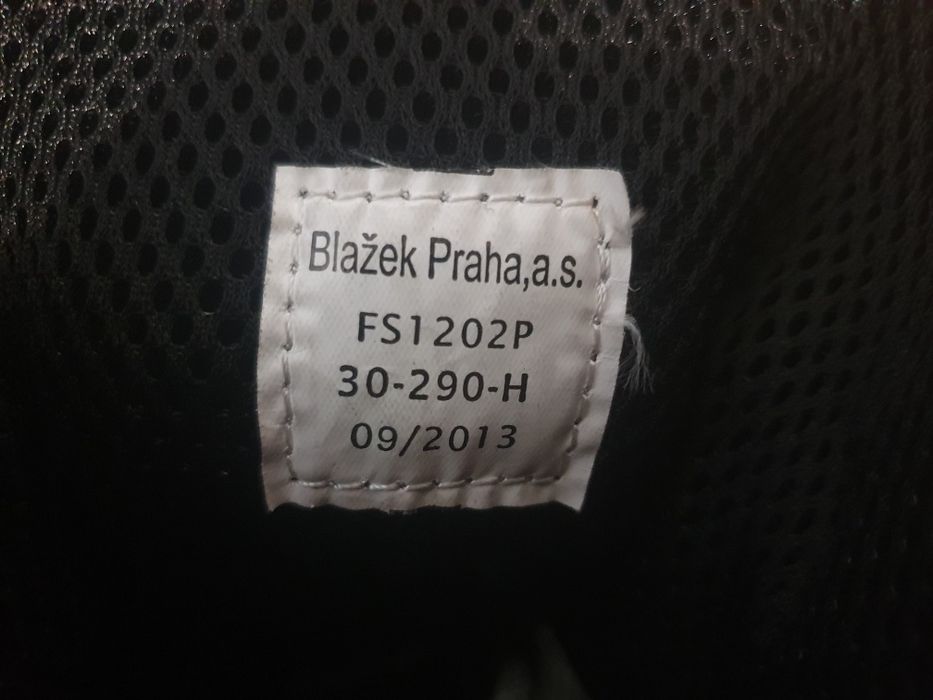 Blažek Praha,a.s.
FS1202P
30-290-H
09/2013